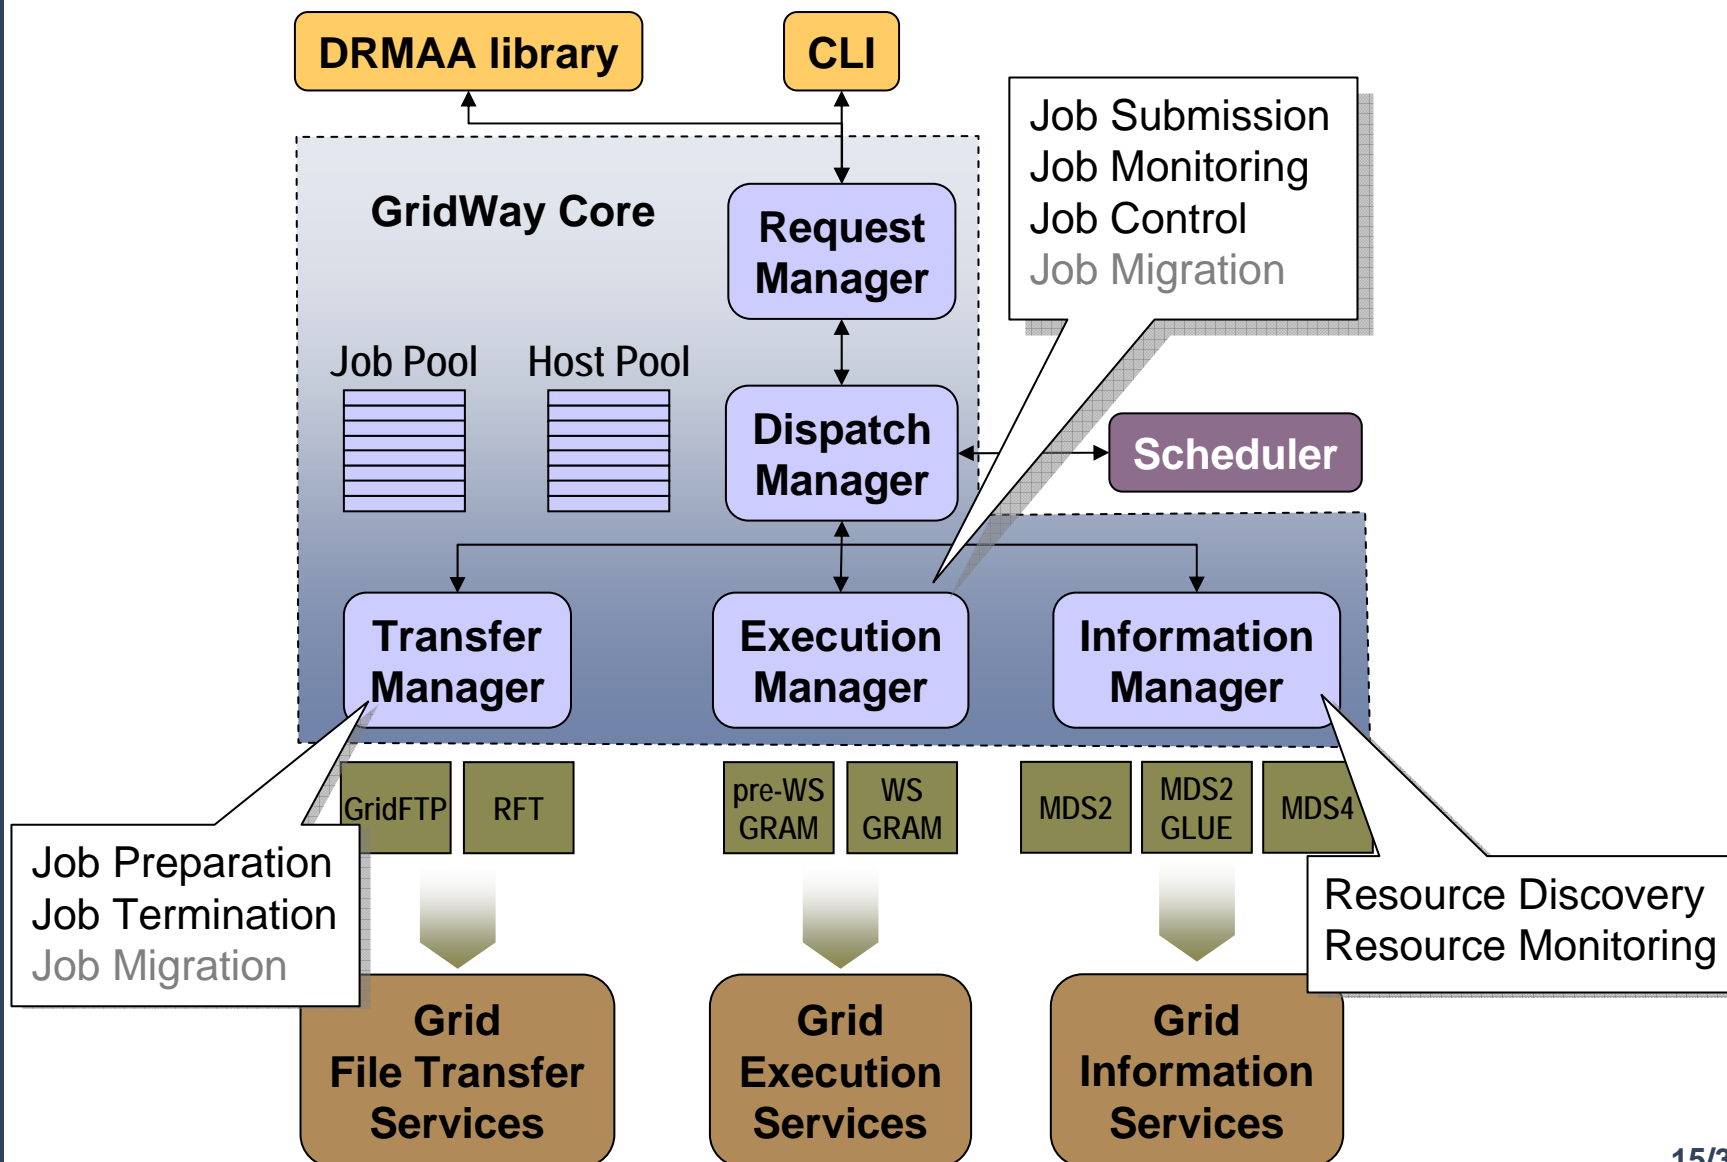 DRMAA library
CLI
Job Submission
Job Monitoring
Job Control
Job Migration
GridWay Core
Request
Manager
Job Pool
Host Pool
Dispatch
Manager
Scheduler
Transfer
Manager
Execution
Manager
Information
Manager
GridFTP
RFT
pre-WS
GRAM
WS
GRAM
MDS2
MDS2
GLUE
MDS4
Job Preparation
Job Termination
Job Migration
Resource Discovery
Resource Monitoring
Grid
File Transfer
Services
Grid
Execution
Services
Grid
Information
Services
15/3